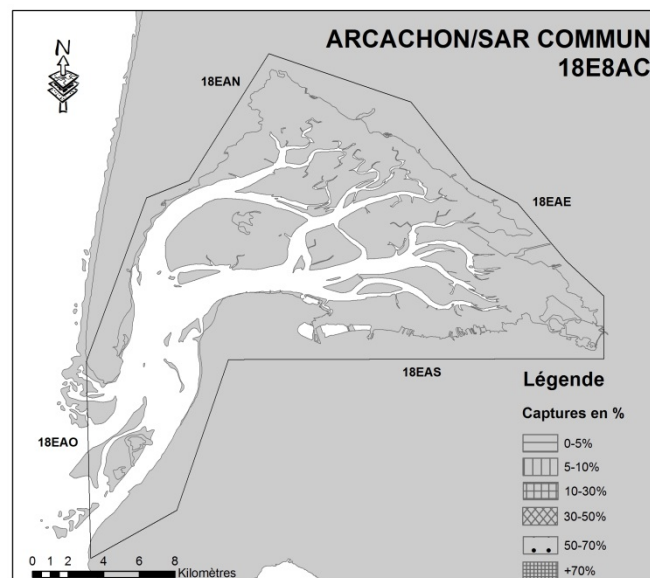 ARCACHON/SAR COMMUN
18E8AC
N
18EAN
18EAE
18EAS
18EAO
Légende
Captures en %
0-5%
5-10%
10-30%
30-50%
50-70%
+70%
0 1 2 4 6 8
Kilomètres